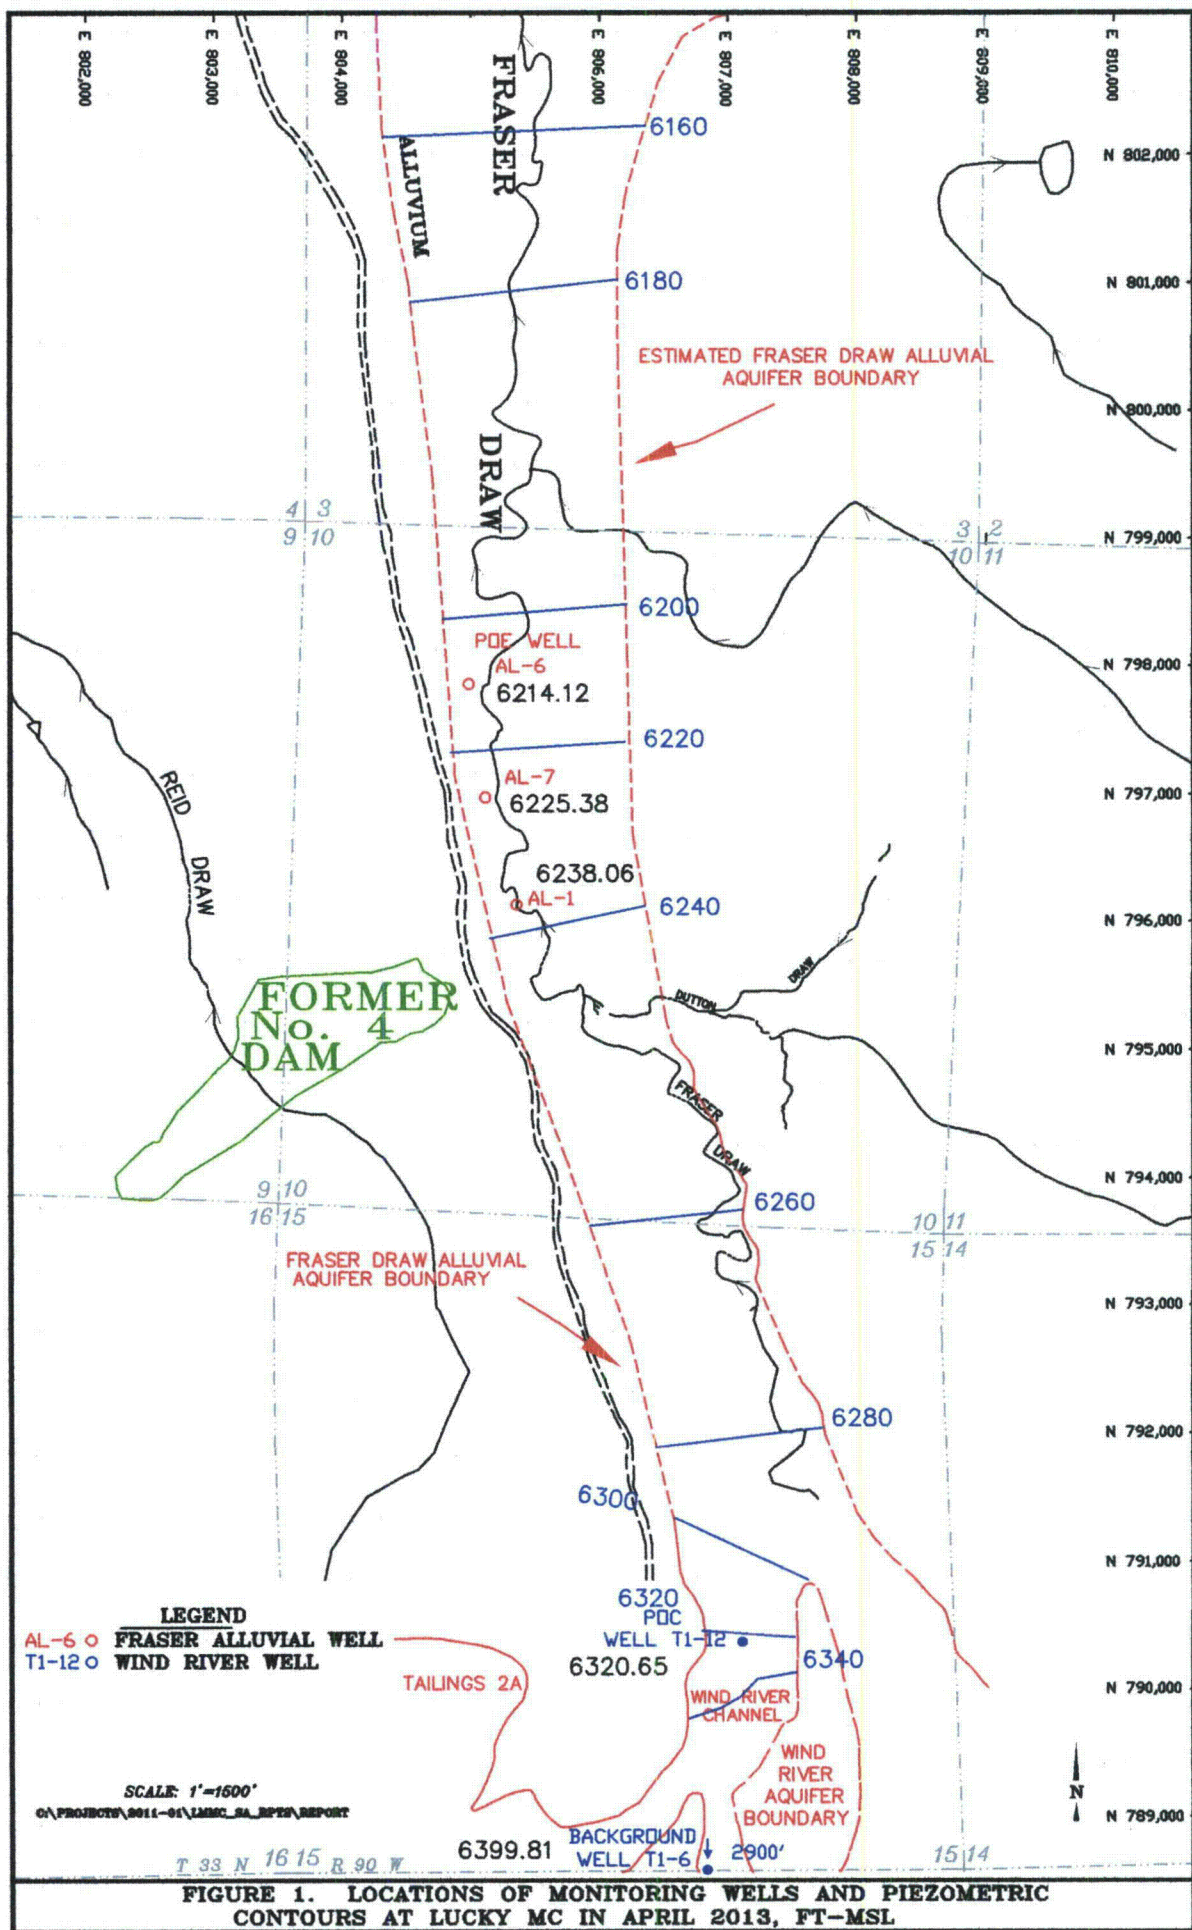 E 802,000
E 803,000
E 804,000
E 806,000
E 807,000
E 808,000
E 809,000
E 810,000
FRASER
6160
N 802,000
ALLUVIUM
6180
N 801,000
ESTIMATED FRASER DRAW ALLUVIAL
AQUIFER BOUNDARY
N 800,000
DRAW
4 3
9 10
3 2
10 11
N 799,000
6200
POE WELL
AL-6
6214.12
N 798,000
6220
REID
DRAW
AL-7
6225.38
N 797,000
6238.06
AL-1
6240
N 796,000
DRAW
DUTTON
FORMER
No. 4
DAM
N 795,000
FRASER
DRAW
N 794,000
9 10
16 15
6260
10 11
15 14
FRASER DRAW ALLUVIAL
AQUIFER BOUNDARY
N 793,000
6280
N 792,000
6300
N 791,000
6320
POC
WELL T1-12
6320.65
6340
LEGEND
AL-6 FRASER ALLUVIAL WELL
T1-12 WIND RIVER WELL
TAILINGS 2A
WIND RIVER
CHANNEL
N 790,000
WIND
RIVER
AQUIFER
BOUNDARY
N
SCALE: 1"=1600'
C:\PROJECTS\2011-01\LMMC_SA_RPTS\REPORT
N 789,000
6399.81
BACKGROUND
WELL T1-6
2900'
T 33 N 16 15 R 90 W
15 14
FIGURE 1. LOCATIONS OF MONITORING WELLS AND PIEZOMETRIC
CONTOURS AT LUCKY MC IN APRIL 2013, FT-MSL